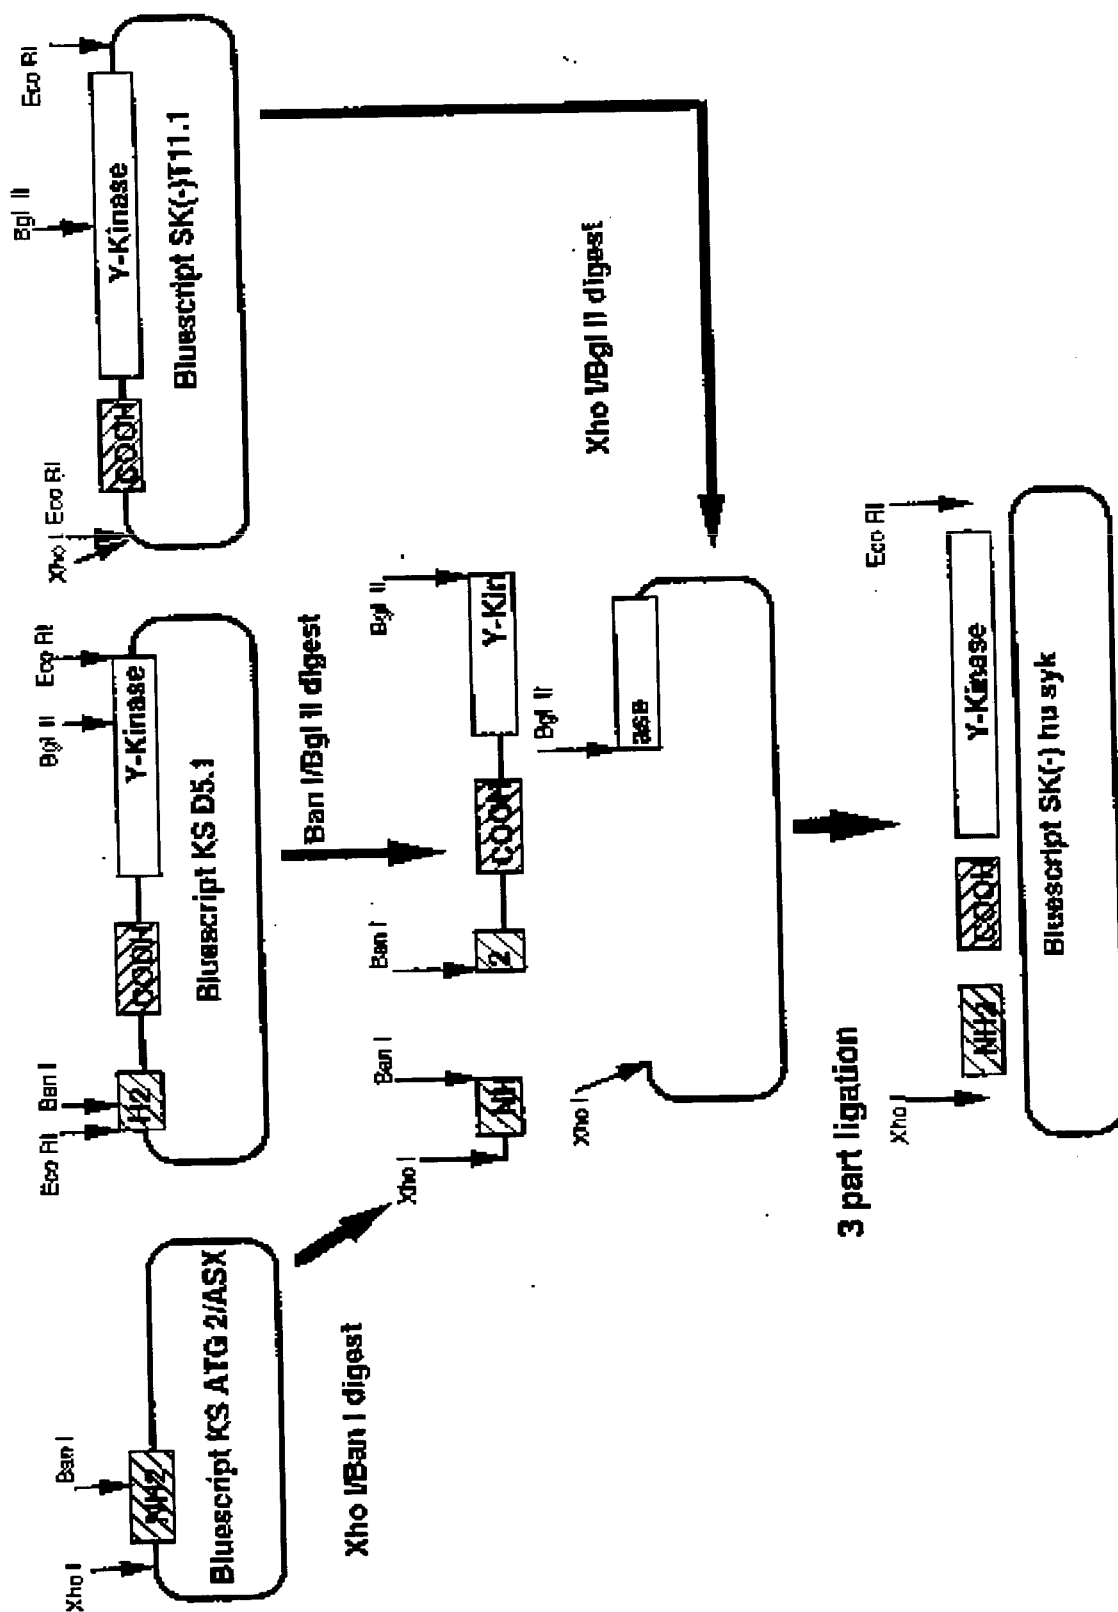 Xho I
Ban I
NH2
Bluescript KS ATG 2/ASX
Eco RI
Ban I
H2
COOH
Bgl II
Eco RI
Y-Kinase
Bluescript KS D5.1
Xho I
Eco RI
COOH
Bgl II
Eco RI
Y-Kinase
Bluescript SK(-)T11.1
Xho I/Ban I digest
Ban I/Bgl II digest
Xho I/Bgl II digest
Xho I
Ban I
NH
Ban I
2
COOH
Bgl II
Y-Kin
Xho I
Bgl II
ase
3 part ligation
Xho I
Eco RI
NH2
COOH
Y-Kinase
Bluescript SK(-) hu syk